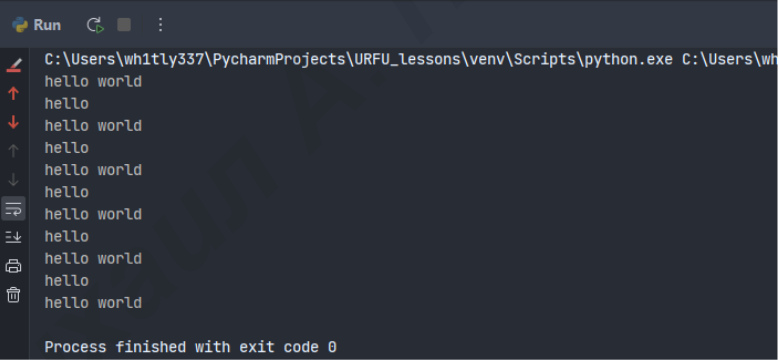 Run
C:\Users\wh1tly337\PycharmProjects\URFU_lessons\venv\Scripts\python.exe C:\Users\wh
hello world
hello
hello world
hello
hello world
hello
hello world
hello
hello world
hello
hello world
Process finished with exit code 0